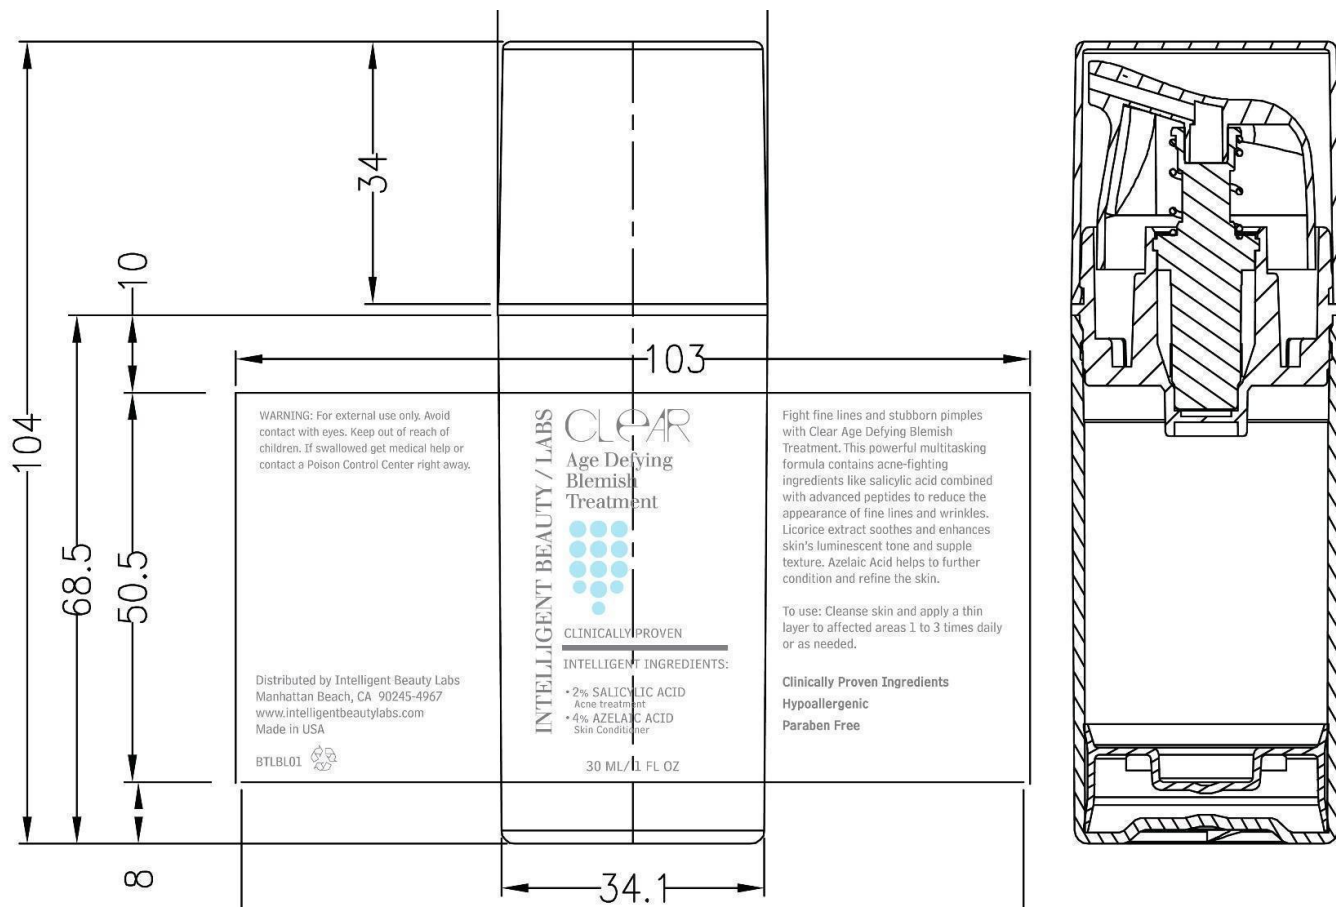 34
10
103
104
68.5
50.5
8
34.1
WARNING: For external use only. Avoid
contact with eyes. Keep out of reach of
children. If swallowed get medical help or
contact a Poison Control Center right away.
Distributed by Intelligent Beauty Labs
Manhattan Beach, CA 90245-4967
www.intelligentbeautylabs.com
Made in USA
BTLBL01
INTELLIGENT BEAUTY / LABS
CLeAR
Age Defying
Blemish
Treatment
CLINICALLY PROVEN
INTELLIGENT INGREDIENTS:
• 2% SALICYLIC ACID
Acne treatment
• 4% AZELAIC ACID
Skin Conditioner
30 ML/ 1 FL OZ
Fight fine lines and stubborn pimples
with Clear Age Defying Blemish
Treatment. This powerful multitasking
formula contains acne-fighting
ingredients like salicylic acid combined
with advanced peptides to reduce the
appearance of fine lines and wrinkles.
Licorice extract soothes and enhances
skin's luminescent tone and supple
texture. Azelaic Acid helps to further
condition and refine the skin.
To use: Cleanse skin and apply a thin
layer to affected areas 1 to 3 times daily
or as needed.
Clinically Proven Ingredients
Hypoallergenic
Paraben Free